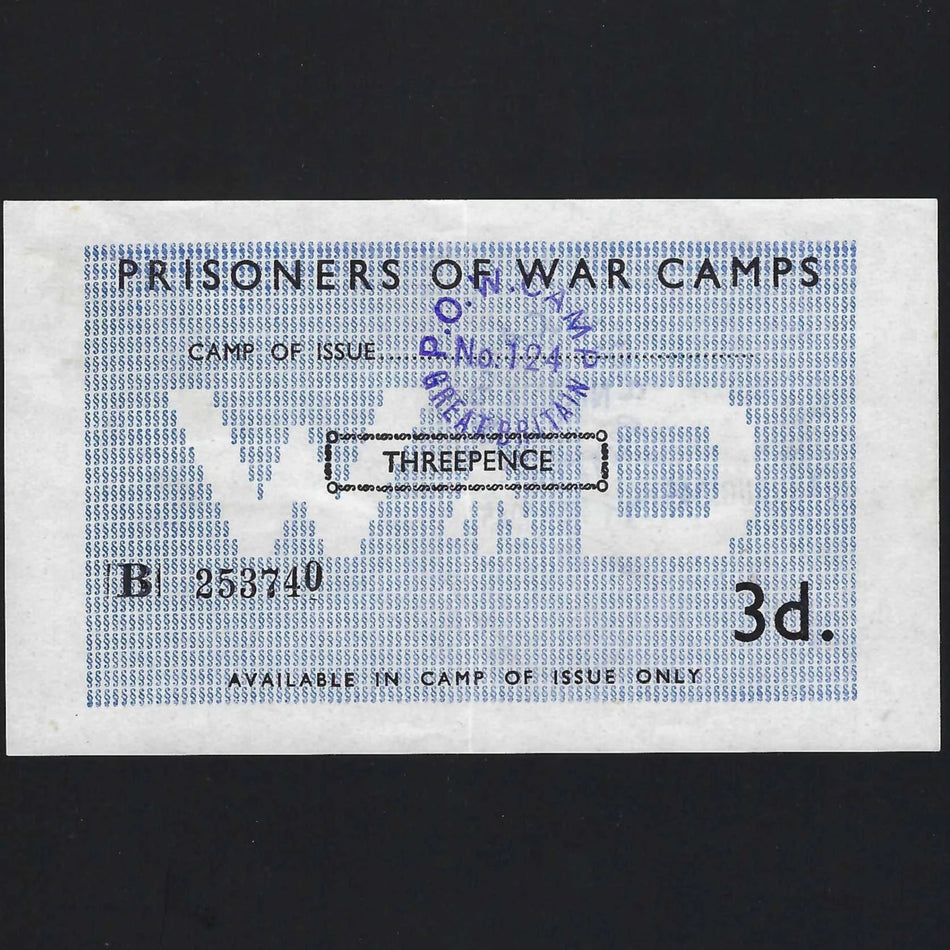 PRISONERS OF WAR CAMPS
P.O.W. CAMP
CAMP OF ISSUE
No. 124
GREAT BRITAIN
W D
THREEPENCE
B 253740
3d.
AVAILABLE IN CAMP OF ISSUE ONLY